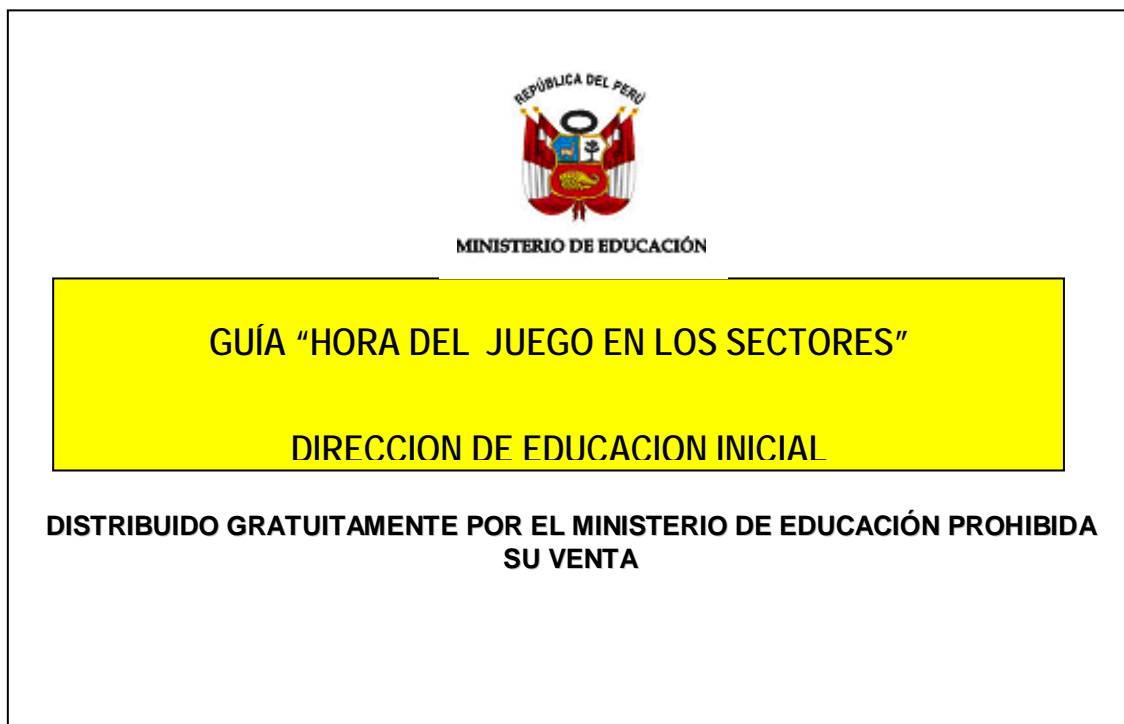 REPÚBLICA DEL PERÚ
MINISTERIO DE EDUCACIÓN
GUÍA “HORA DEL JUEGO EN LOS SECTORES”
DIRECCION DE EDUCACION INICIAL
DISTRIBUIDO GRATUITAMENTE POR EL MINISTERIO DE EDUCACIÓN PROHIBIDA
SU VENTA